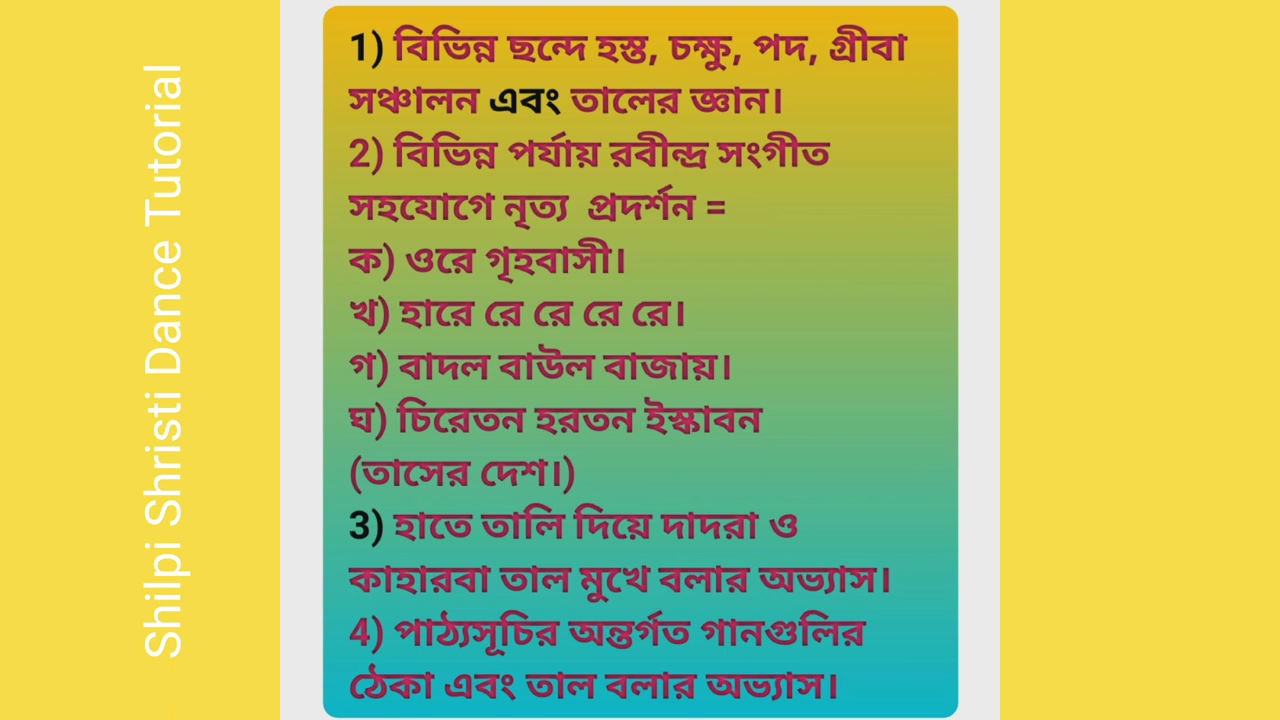 Shilpi Shristi Dance Tutorial
1) বিভিন্ন ছন্দে হস্ত, চক্ষু, পদ, গ্রীবা
সঞ্চালন এবং তালের জ্ঞান।
2) বিভিন্ন পর্যায় রবীন্দ্র সংগীত
সহযোগে নৃত্য প্রদর্শন =
ক) ওরে গৃহবাসী।
খ) হারে রে রে রে রে।
গ) বাদল বাউল বাজায়।
ঘ) চিরেতন হরতন ইস্কাবন
(তাসের দেশ।)
3) হাতে তালি দিয়ে দাদরা ও
কাহারবা তাল মুখে বলার অভ্যাস।
4) পাঠ্যসূচির অন্তর্গত গানগুলির
ঠেকা এবং তাল বলার অভ্যাস।